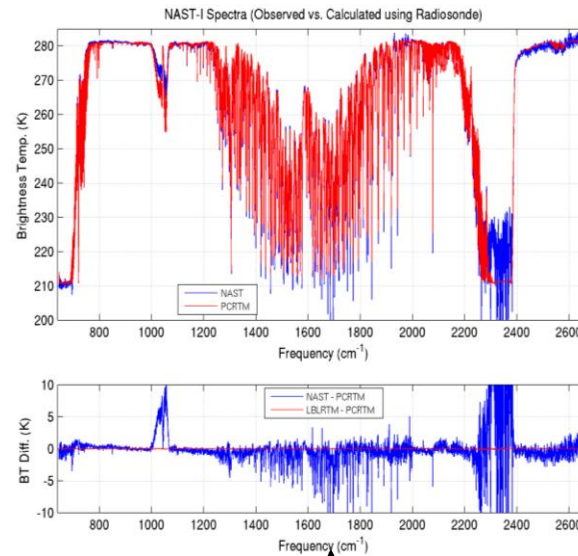 NAST-I Spectra (Observed vs. Calculated using Radiosonde)
Brightness Temp. (K)
280
270
260
250
240
230
220
210
200
NAST
PCRTM
800 1000 1200 1400 1600 1800 2000 2200 2400 2600
Frequency (cm⁻¹)
BT Diff. (K)
10
5
0
-5
-10
NAST - PCRTM
LBLRTM - PCRTM
800 1000 1200 1400 1600 1800 2000 2200 2400 2600
Frequency (cm⁻¹)